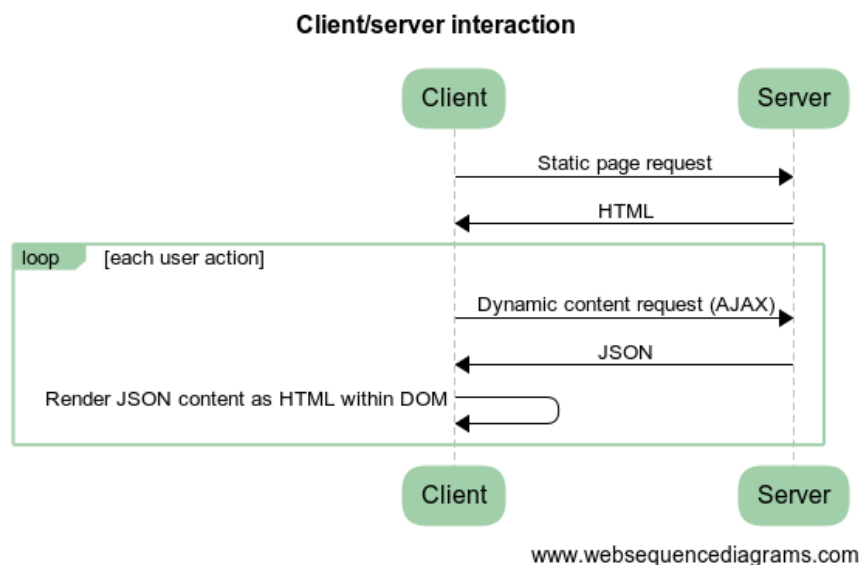 Client/server interaction
Client
Server
Static page request
HTML
loop
[each user action]
Dynamic content request (AJAX)
JSON
Render JSON content as HTML within DOM
Client
Server
www.websequencediagrams.com